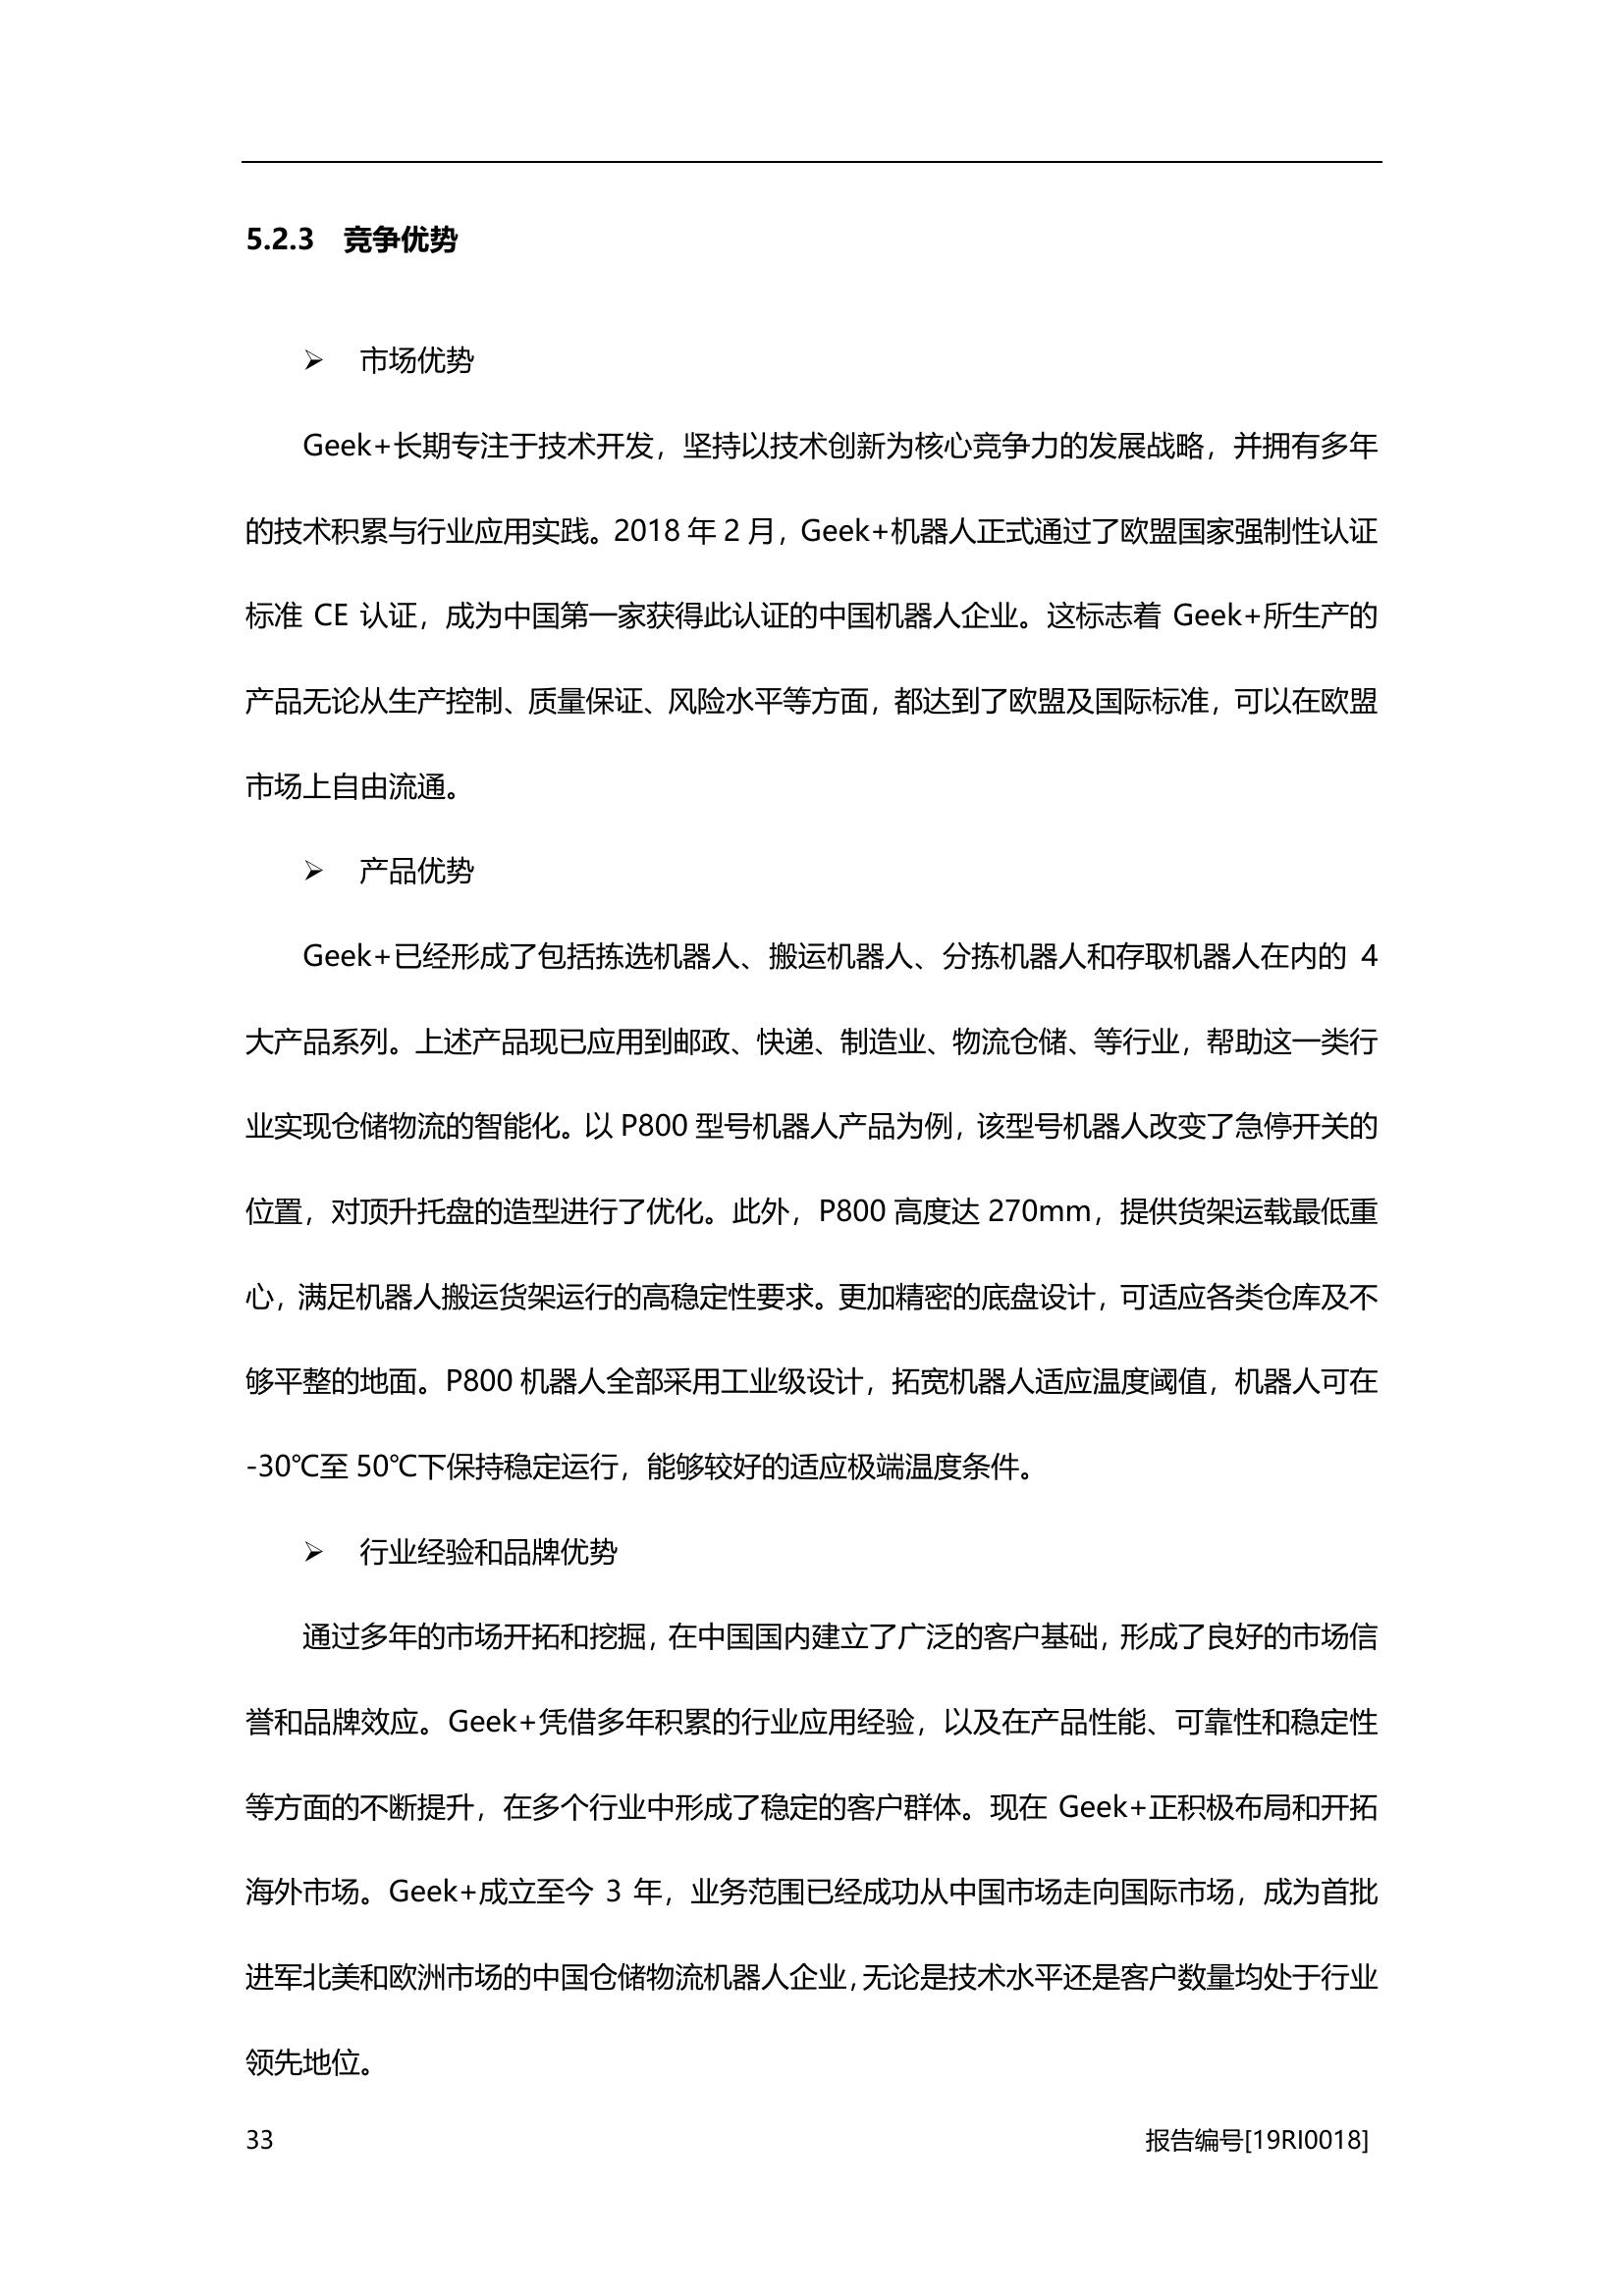 5.2.3 竞争优势
➢ 市场优势
Geek+长期专注于技术开发，坚持以技术创新为核心竞争力的发展战略，并拥有多年
的技术积累与行业应用实践。2018 年 2 月，Geek+机器人正式通过了欧盟国家强制性认证
标准 CE 认证，成为中国第一家获得此认证的中国机器人企业。这标志着 Geek+所生产的
产品无论从生产控制、质量保证、风险水平等方面，都达到了欧盟及国际标准，可以在欧盟
市场上自由流通。
➢ 产品优势
Geek+已经形成了包括拣选机器人、搬运机器人、分拣机器人和存取机器人在内的 4
大产品系列。上述产品现已应用到邮政、快递、制造业、物流仓储、等行业，帮助这一类行
业实现仓储物流的智能化。以 P800 型号机器人产品为例，该型号机器人改变了急停开关的
位置，对顶升托盘的造型进行了优化。此外，P800 高度达 270mm，提供货架运载最低重
心，满足机器人搬运货架运行的高稳定性要求。更加精密的底盘设计，可适应各类仓库及不
够平整的地面。P800 机器人全部采用工业级设计，拓宽机器人适应温度阈值，机器人可在
-30℃至 50℃下保持稳定运行，能够较好的适应极端温度条件。
➢ 行业经验和品牌优势
通过多年的市场开拓和挖掘，在中国国内建立了广泛的客户基础，形成了良好的市场信
誉和品牌效应。Geek+凭借多年积累的行业应用经验，以及在产品性能、可靠性和稳定性
等方面的不断提升，在多个行业中形成了稳定的客户群体。现在 Geek+正积极布局和开拓
海外市场。Geek+成立至今 3 年，业务范围已经成功从中国市场走向国际市场，成为首批
进军北美和欧洲市场的中国仓储物流机器人企业，无论是技术水平还是客户数量均处于行业
领先地位。
33 报告编号[19RI0018]